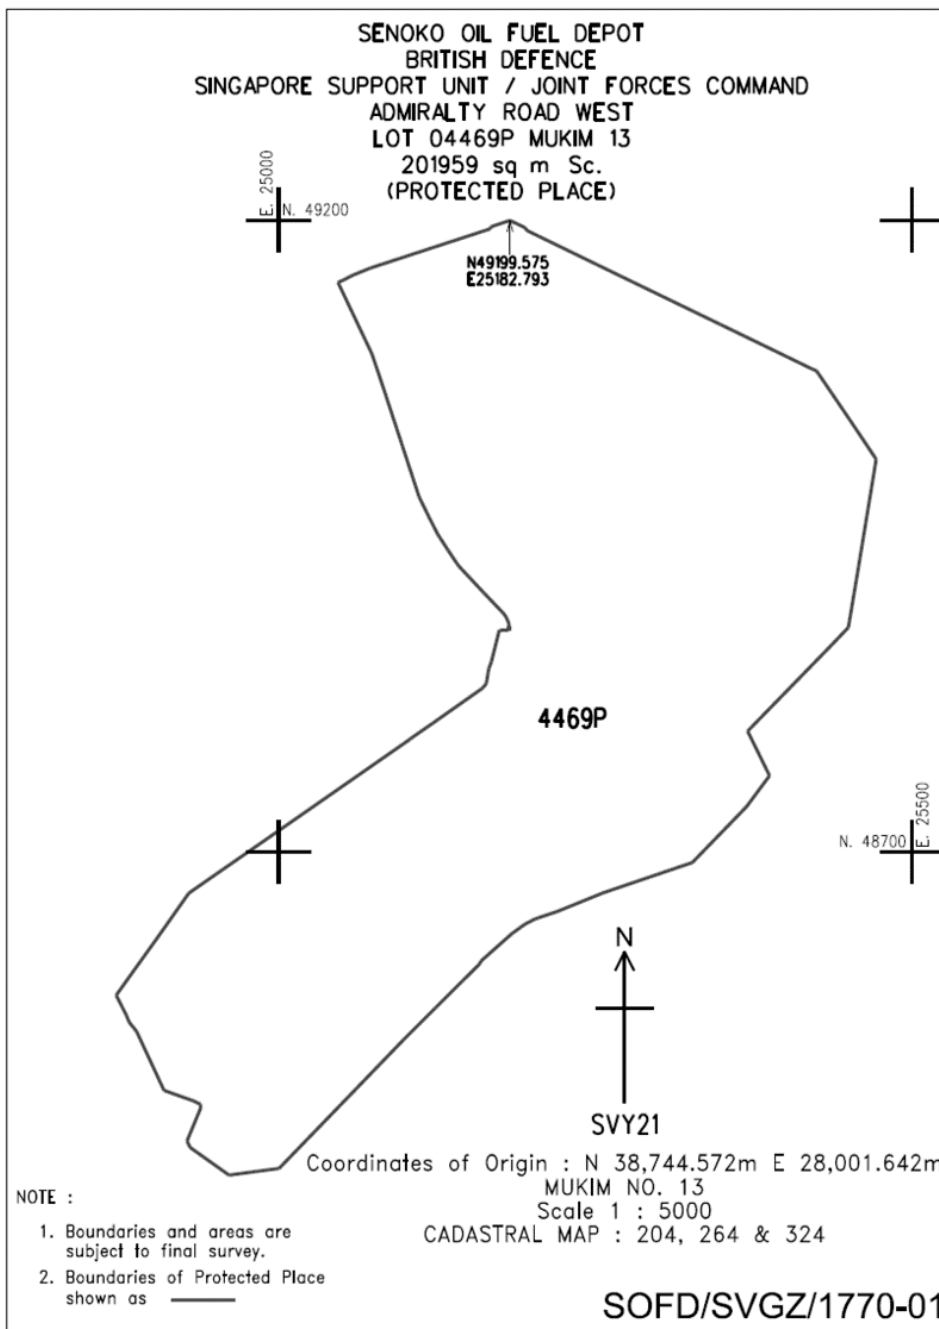 SENOKO OIL FUEL DEPOT
BRITISH DEFENCE
SINGAPORE SUPPORT UNIT / JOINT FORCES COMMAND
ADMIRALTY ROAD WEST
LOT 04469P MUKIM 13
201959 sq m Sc.
(PROTECTED PLACE)
E. 25000
N. 49200
N49199.575
E25182.793
4469P
N. 48700
E. 25500
N
SVY21
Coordinates of Origin : N 38,744.572m E 28,001.642m
MUKIM NO. 13
Scale 1 : 5000
CADASTRAL MAP : 204, 264 & 324
NOTE :
1. Boundaries and areas are
subject to final survey.
2. Boundaries of Protected Place
shown as
SOFD/SVGZ/1770-01